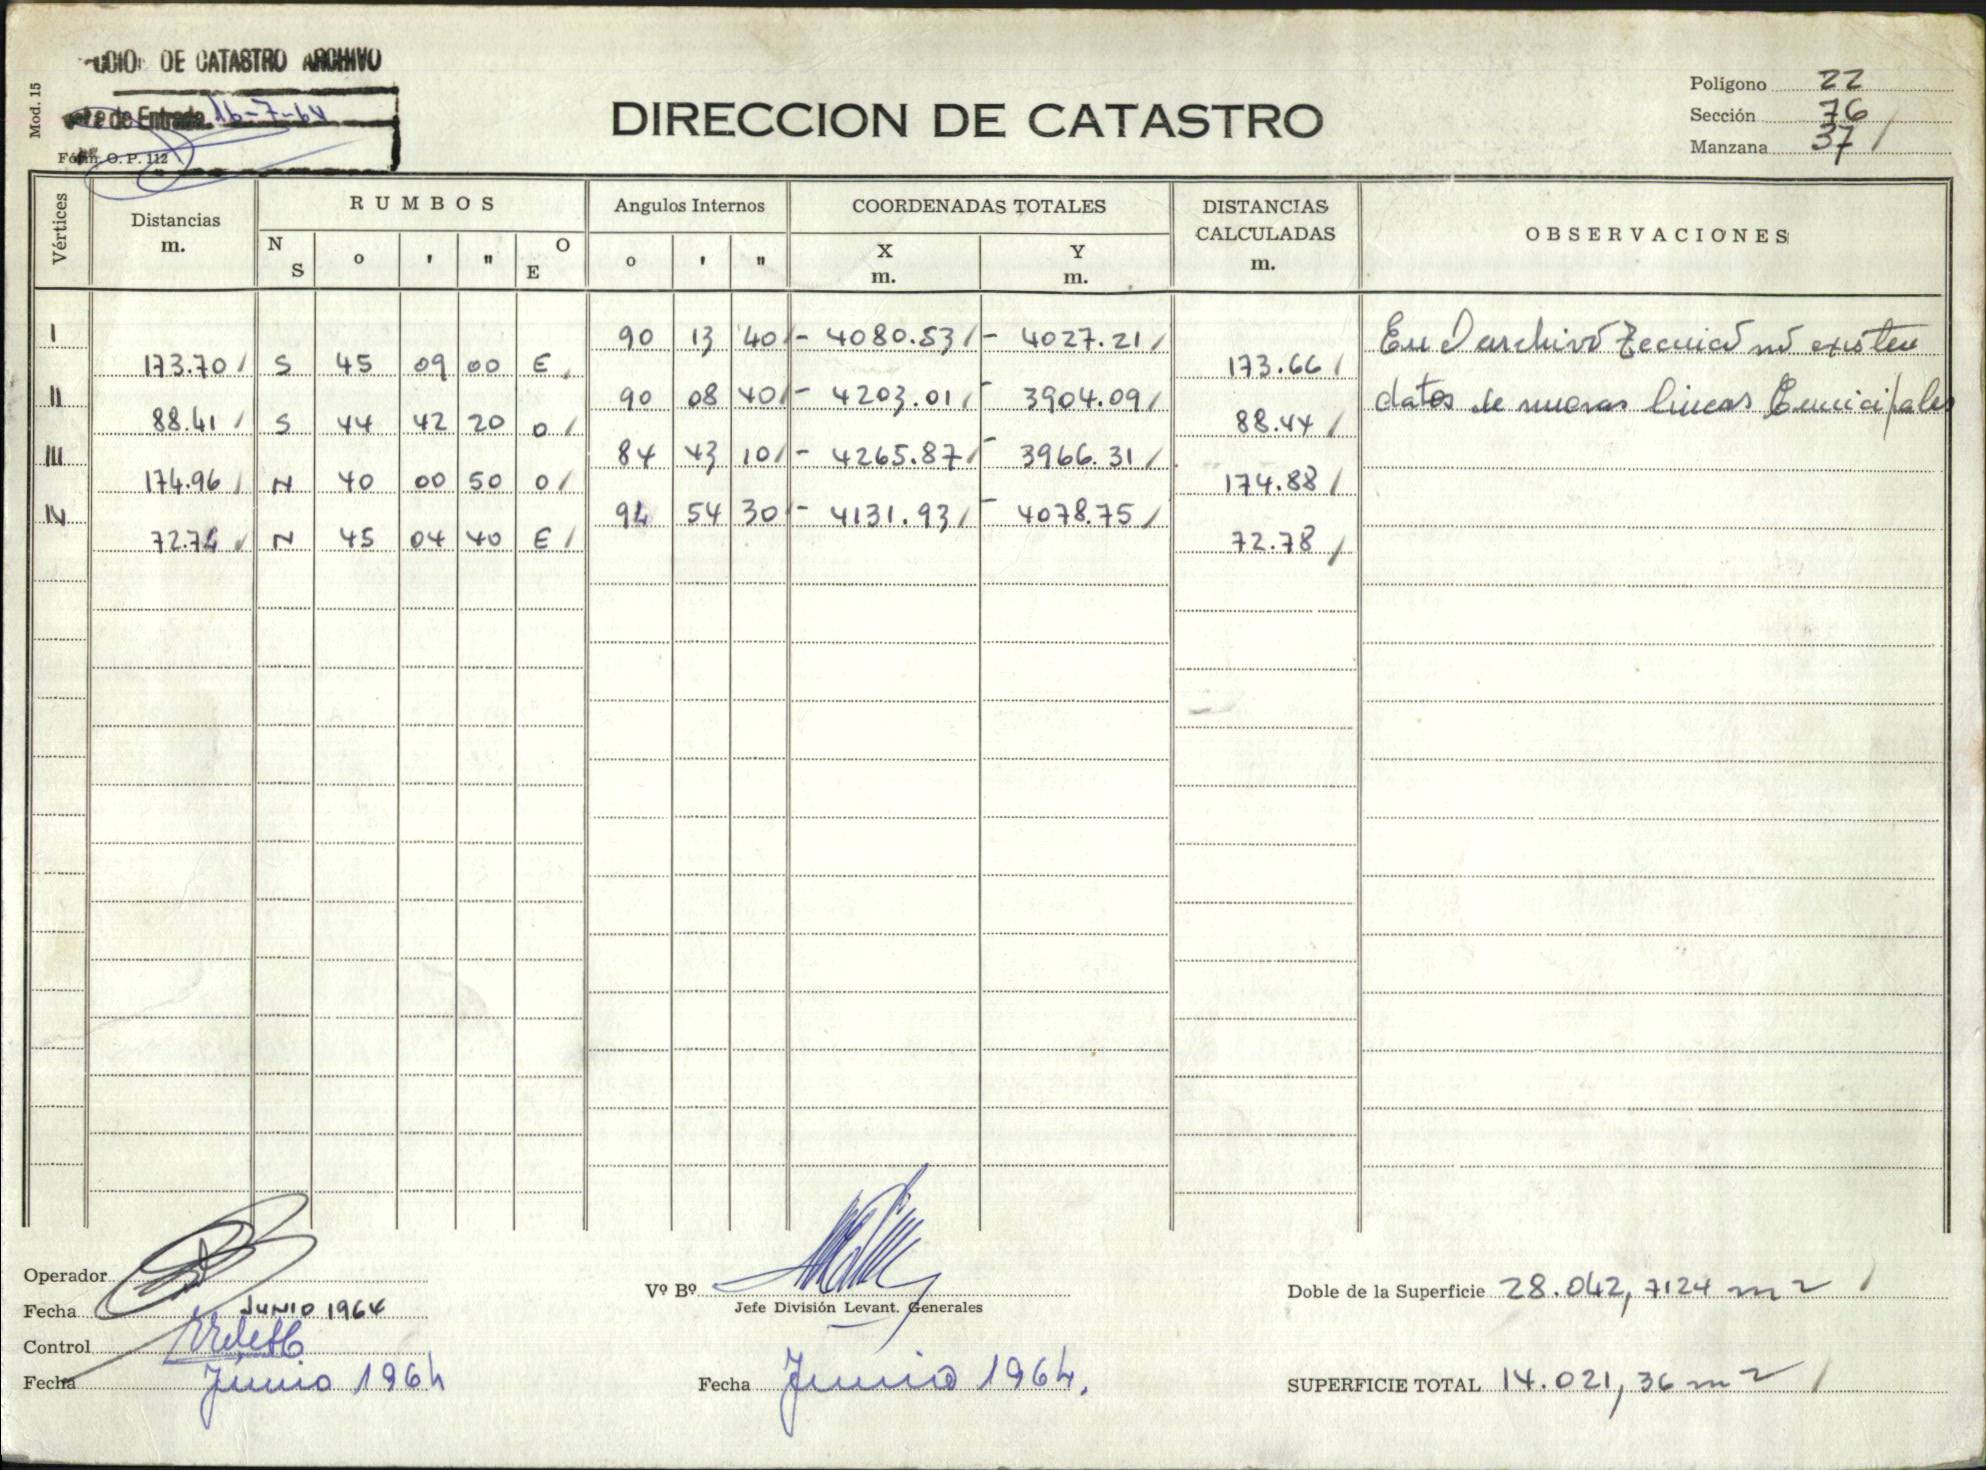 DE CATASTRO ARCHIVO
Mod. 15
de Entrada 16-7-64
Fórm. O. P. 112
DIRECCION DE CATASTRO
Polígono 22
Sección 76
Manzana 37
Vértices
Distancias
m.
RUMBOS
N S ° ' " O E
Angulos Internos
° ' "
COORDENADAS TOTALES
X
m.
Y
m.
DISTANCIAS
CALCULADAS
m.
OBSERVACIONES
I 90 13 40 - 4080.53 - 4027.21 En archivo no existen
173.70 S 45 09 00 E 173.66
II 90 08 40 - 4203.01 - 3904.09 datos de nuevas lineas
88.41 S 44 42 20 O 88.44
III 84 43 10 - 4265.87 - 3966.31
174.96 N 40 00 50 O 174.88
IV 94 54 30 - 4131.93 - 4078.75
72.74 N 45 04 40 E 72.78
Operador
Fecha JUNIO 1964
Control
Fecha Junio 1964
Vº Bº
Jefe División Levant. Generales
Fecha Junio 1964.
Doble de la Superficie 28.042,7124 m2
SUPERFICIE TOTAL 14.021,36 m2